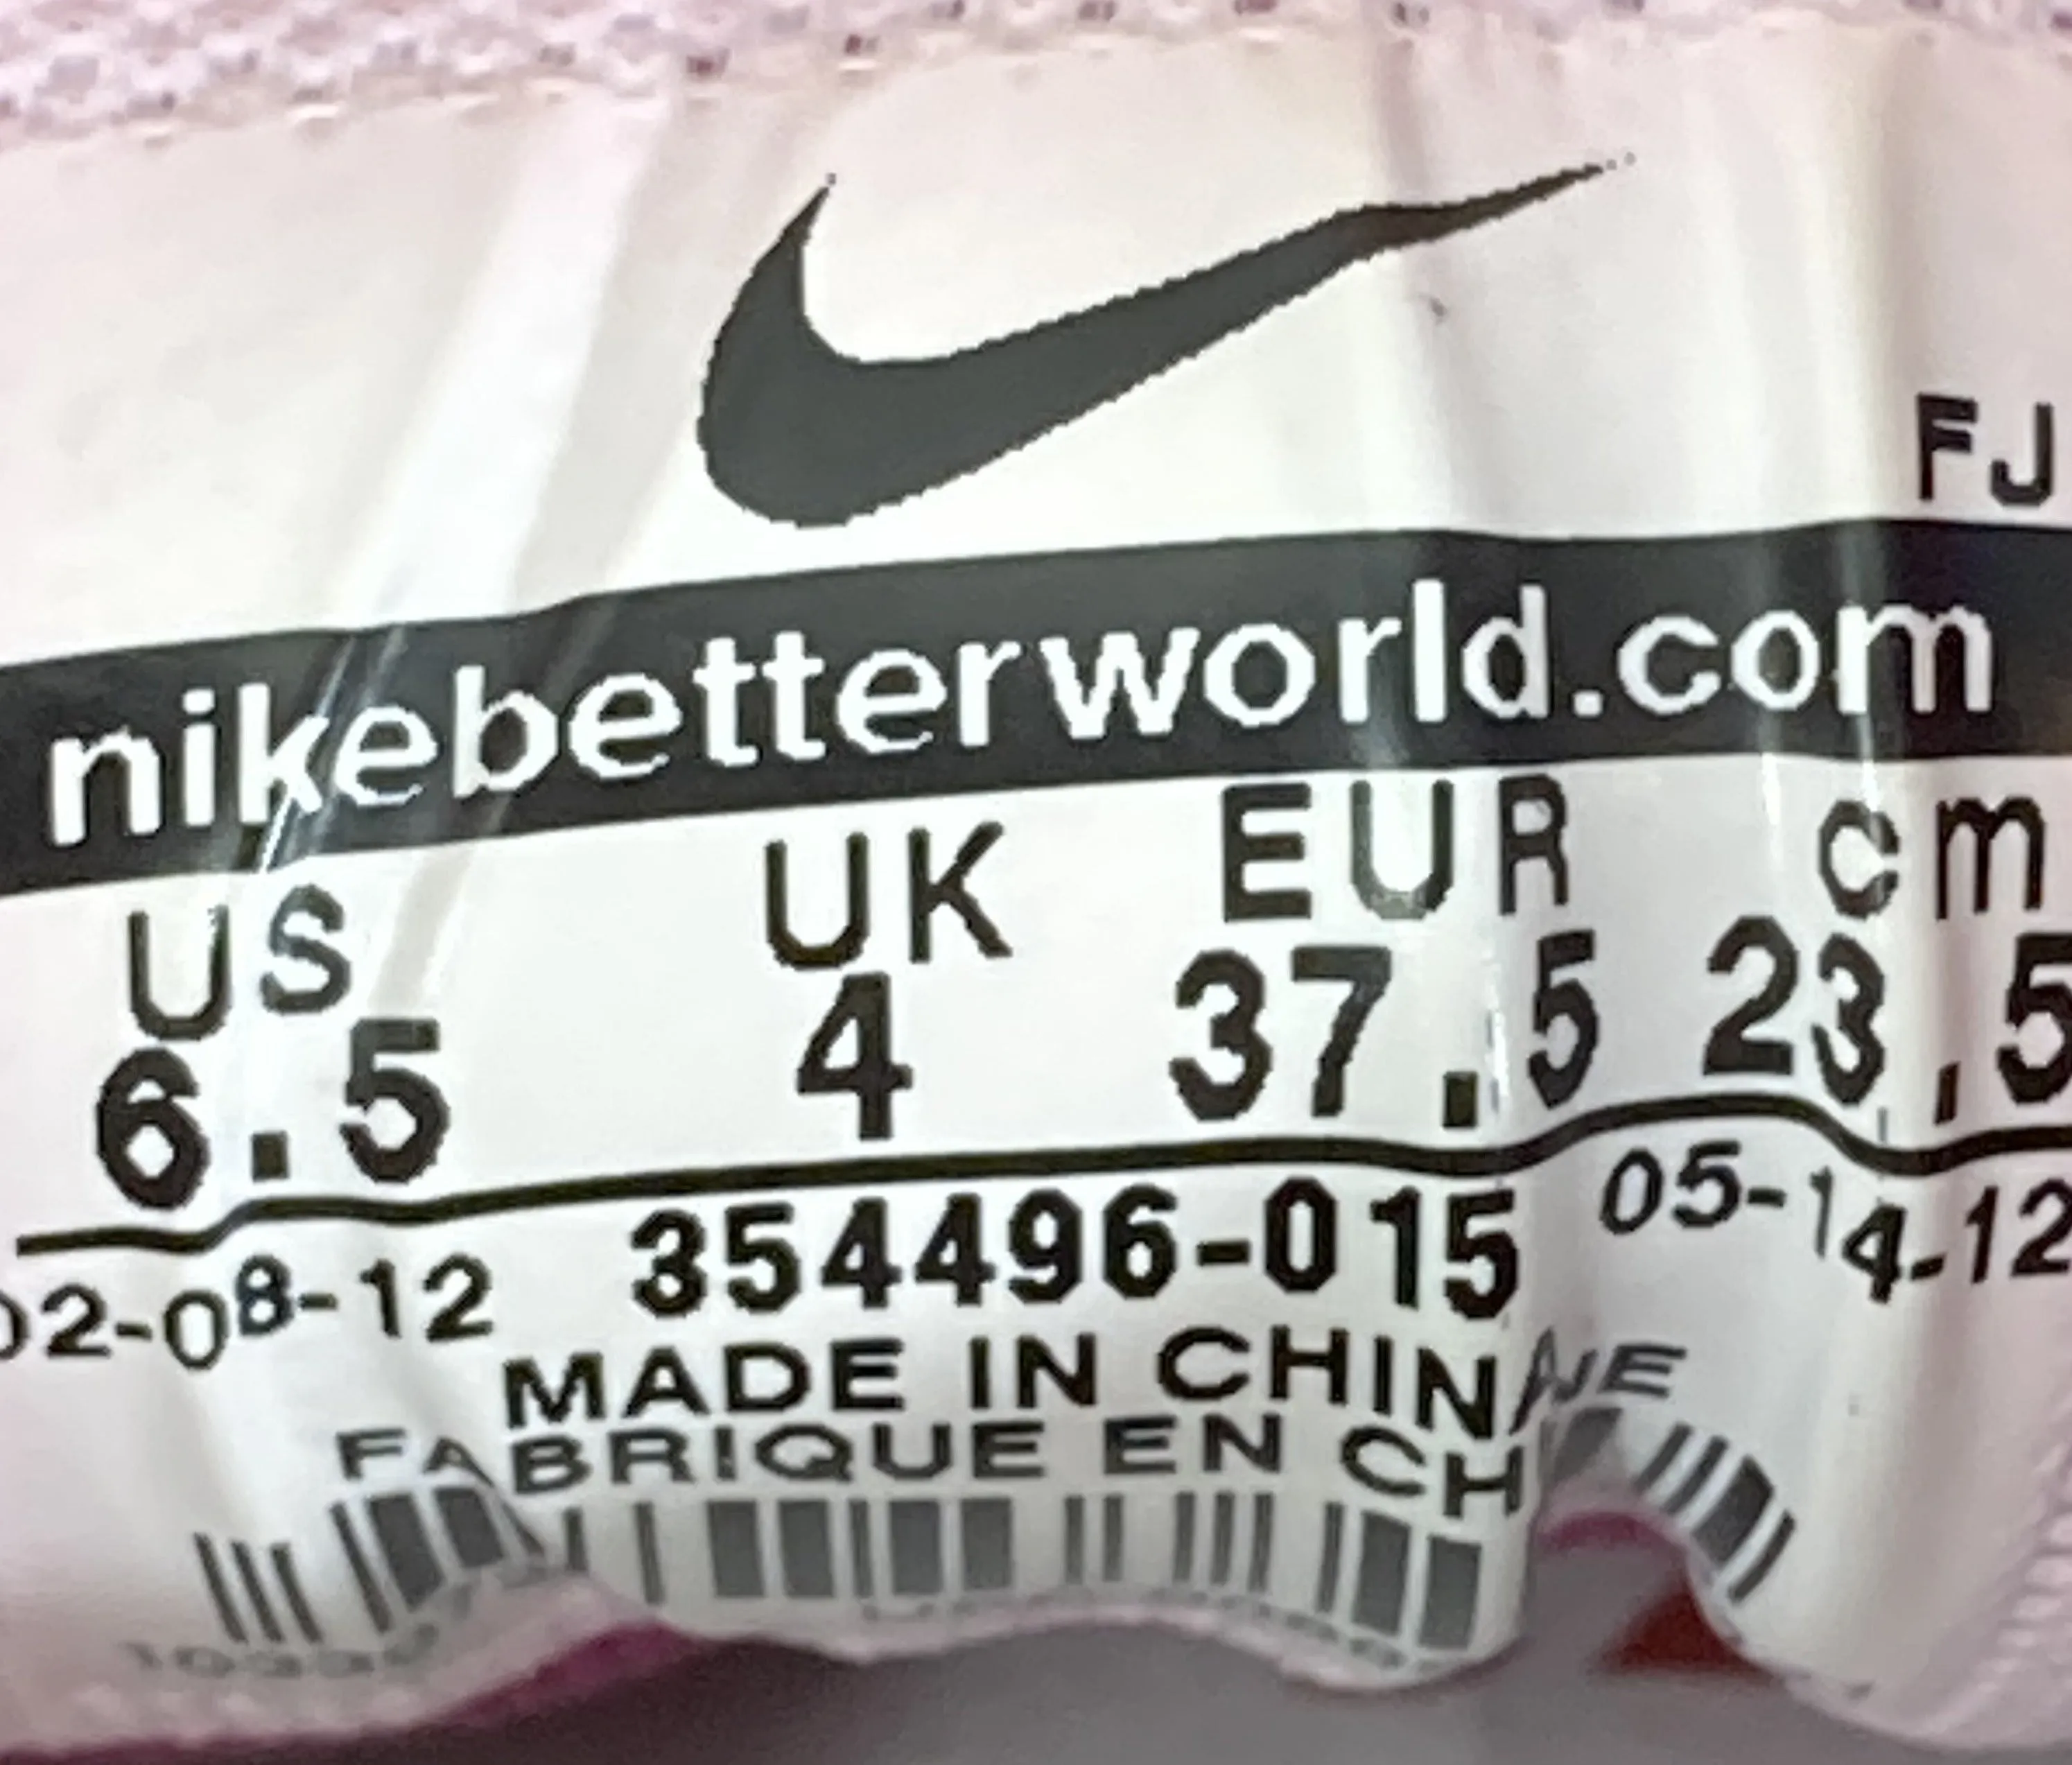 FJ
nikebetterworld.com
US UK EUR cm
6.5 4 37.5 23.5
02-08-12 354496-015 05-14-12
MADE IN CHINA
FABRIQUE EN CH NE